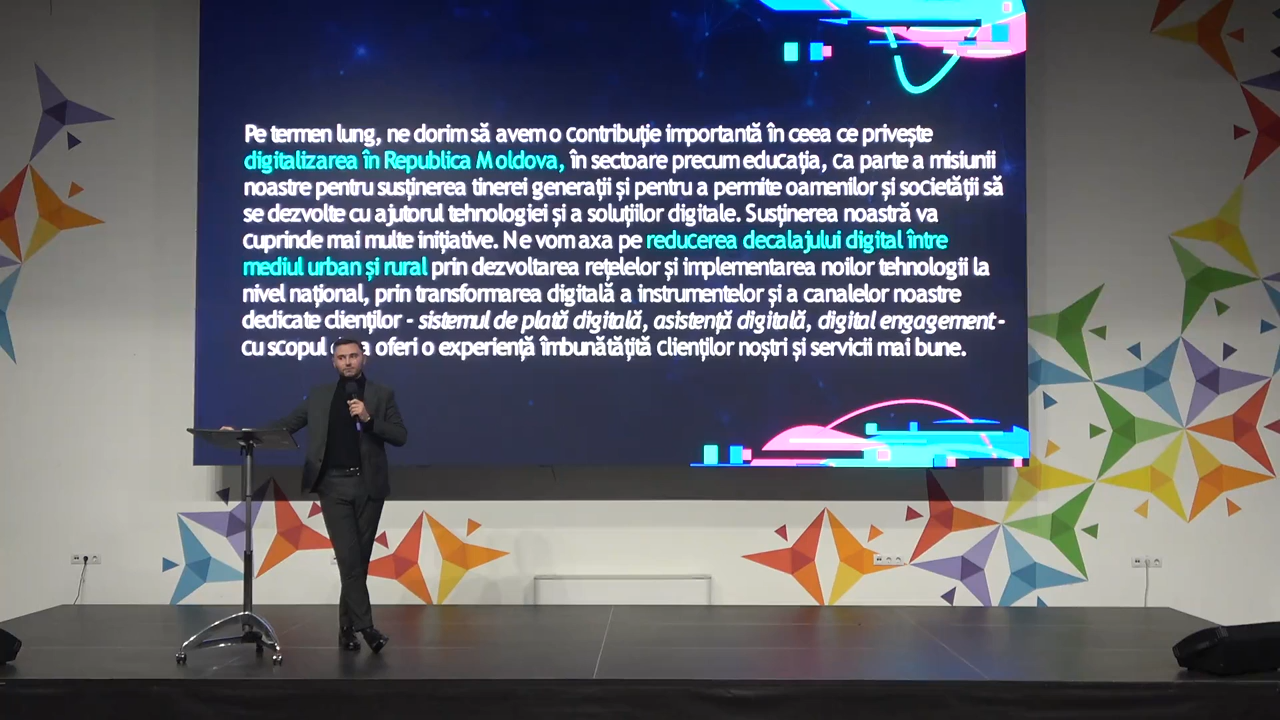 Pe termen lung, ne dorim să avem o contribuție importantă în ceea ce privește
digitalizarea în Republica Moldova, în sectoare precum educația, ca parte a misiunii
noastre pentru susținerea tinerei generații și pentru a permite oamenilor și societății să
se dezvolte cu ajutorul tehnologiei și a soluțiilor digitale. Susținerea noastră va
cuprinde mai multe inițiative. Ne vom axa pe reducerea decalajului digital între
mediul urban și rural prin dezvoltarea rețelelor și implementarea noilor tehnologii la
nivel național, prin transformarea digitală a instrumentelor și a canalelor noastre
dedicate clienților - sistemul de plată digitală, asistență digitală, digital engagement -
cu scopul a oferi o experiență îmbunătățită clienților noștri și servicii mai bune.